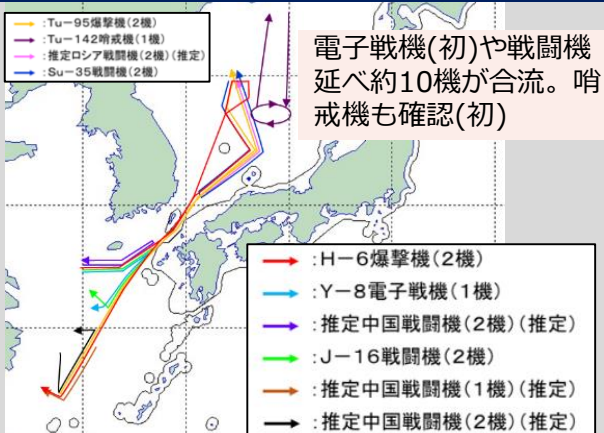 :Tu-95爆撃機(2機)
:Tu-142哨戒機(1機)
:推定ロシア戦闘機(2機)(推定)
:Su-35戦闘機(2機)
電子戦機(初)や戦闘機
延べ約10機が合流。哨
戒機も確認(初)
:H-6爆撃機(2機)
:Y-8電子戦機(1機)
:推定中国戦闘機(2機)(推定)
:J-16戦闘機(2機)
:推定中国戦闘機(1機)(推定)
:推定中国戦闘機(2機)(推定)